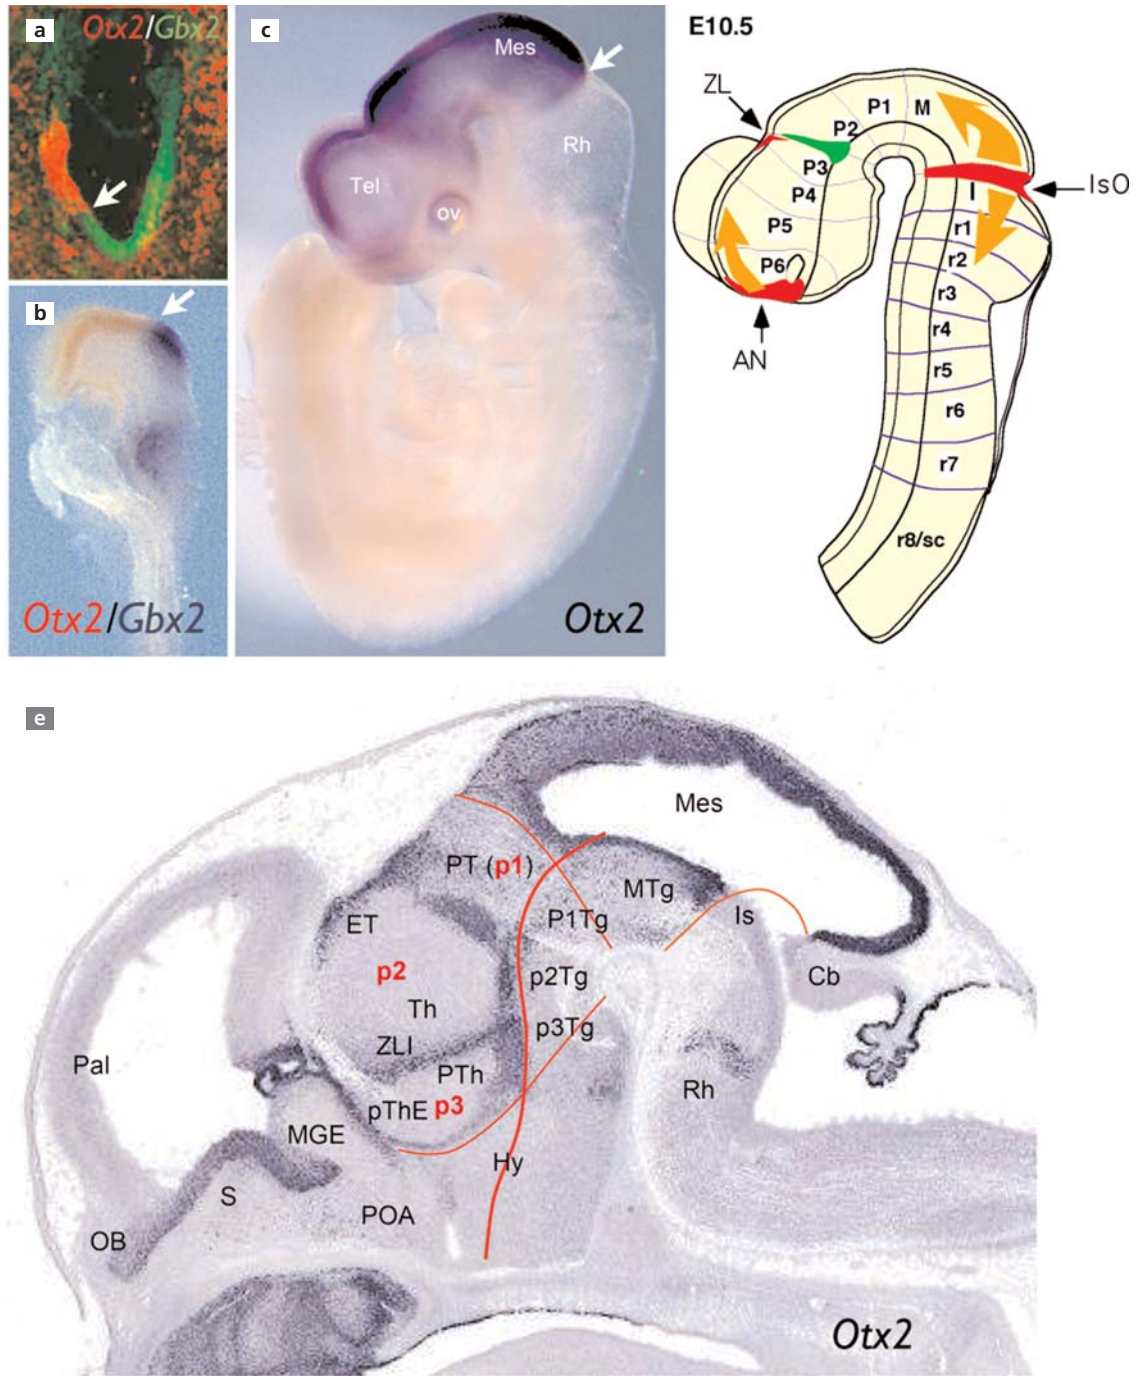 a
Otx2/Gbx2
b
Otx2/Gbx2
c
Mes
Rh
Tel
ov
Otx2
E10.5
ZL
P1
M
P2
P3
P4
P5
P6
AN
I
IsO
r1
r2
r3
r4
r5
r6
r7
r8/sc
e
Mes
PT (p1)
MTg
ET
P1Tg
Is
p2
p2Tg
Cb
Th
p3Tg
ZLI
Pal
PTh
Rh
pThE p3
MGE
Hy
S
POA
OB
Otx2